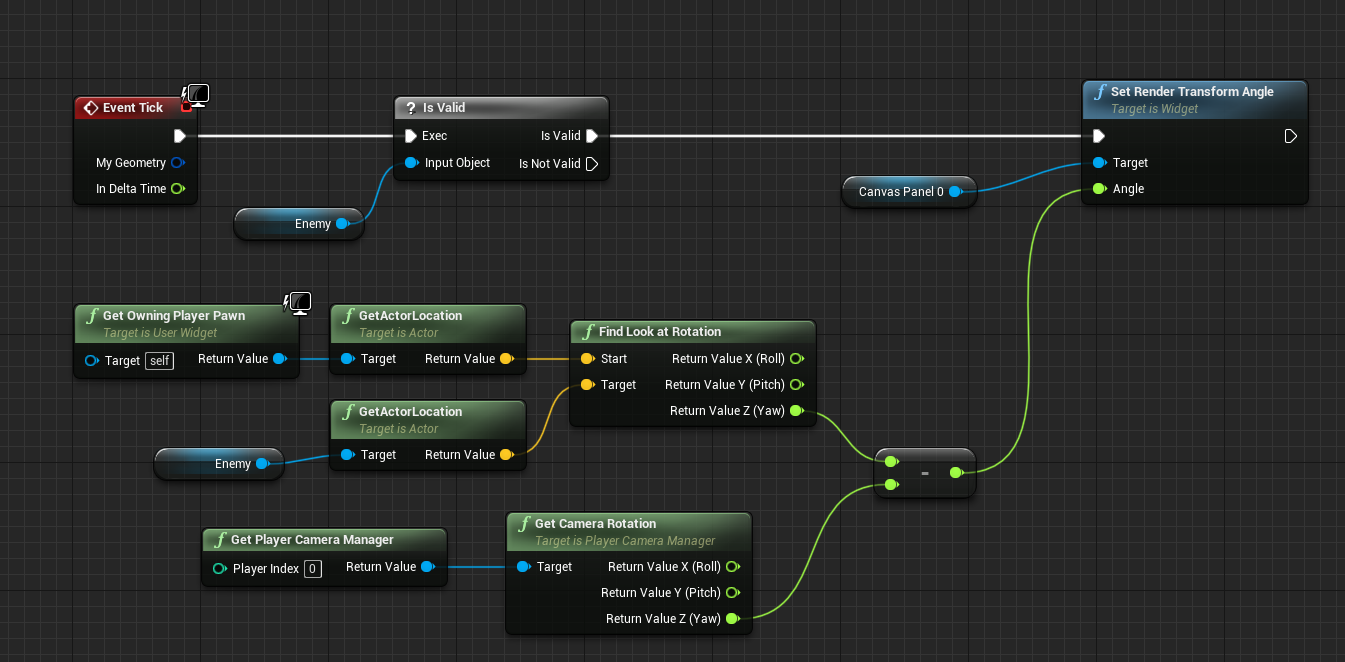 Event Tick
My Geometry
In Delta Time
? Is Valid
Exec
Is Valid
Input Object
Is Not Valid
Enemy
f Set Render Transform Angle
Target is Widget
Target
Angle
Canvas Panel 0
f Get Owning Player Pawn
Target is User Widget
Target self
Return Value
f GetActorLocation
Target is Actor
Target
Return Value
f GetActorLocation
Target is Actor
Target
Return Value
Enemy
f Find Look at Rotation
Start
Return Value X (Roll)
Target
Return Value Y (Pitch)
Return Value Z (Yaw)
-
f Get Player Camera Manager
Player Index 0
Return Value
f Get Camera Rotation
Target is Player Camera Manager
Target
Return Value X (Roll)
Return Value Y (Pitch)
Return Value Z (Yaw)